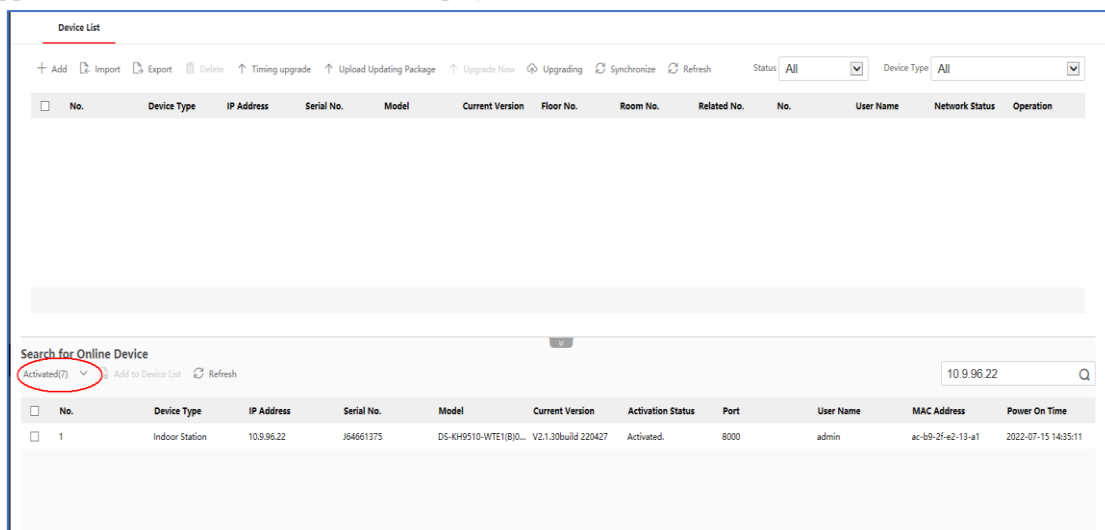 Device List
Add Import Export Delete Timing upgrade Upload Updating Package Upgrade Now Upgrading Synchronize Refresh Status All Device Type All
No. Device Type IP Address Serial No. Model Current Version Floor No. Room No. Related No. No. User Name Network Status Operation
Search for Online Device
Activated(7) Add to Device List Refresh 10.9.96.22
No. Device Type IP Address Serial No. Model Current Version Activation Status Port User Name MAC Address Power On Time
1 Indoor Station 10.9.96.22 J64661375 DS-KH9510-WTE1(B)0... V2.1.30build 220427 Activated. 8000 admin ac-b9-2f-e2-13-a1 2022-07-15 14:35:11